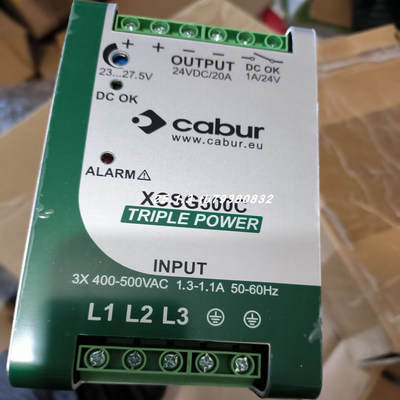 + + − −
23...27.5V
OUTPUT
24VDC/20A
DC OK
1A/24V
DC OK
cabur
www.cabur.eu
ALARM
XCSG500C
TRIPLE POWER
INPUT
3X 400-500VAC 1.3-1.1A 50-60Hz
L1 L2 L3